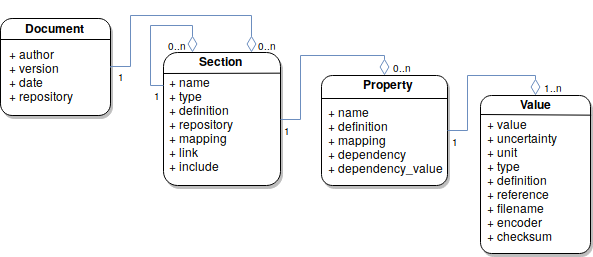 Document
+ author
+ version
+ date
+ repository
1
0..n
0..n
Section
+ name
+ type
+ definition
+ repository
+ mapping
+ link
+ include
1
1
0..n
Property
+ name
+ definition
+ mapping
+ dependency
+ dependency_value
1
1..n
Value
+ value
+ uncertainty
+ unit
+ type
+ definition
+ reference
+ filename
+ encoder
+ checksum